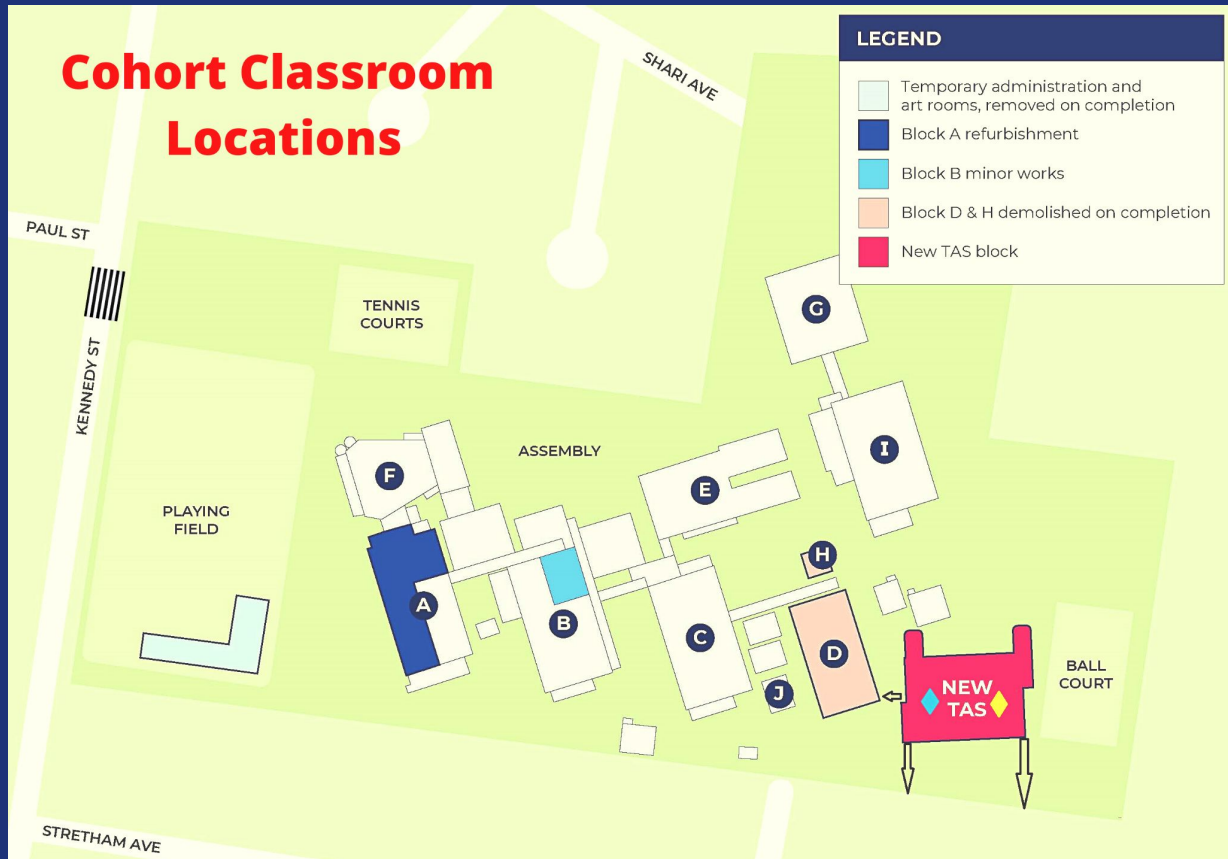 Cohort Classroom
Locations
LEGEND
Temporary administration and
art rooms, removed on completion
Block A refurbishment
Block B minor works
Block D & H demolished on completion
New TAS block
SHARI AVE
PAUL ST
KENNEDY ST
TENNIS
COURTS
G
ASSEMBLY
I
F
E
PLAYING
FIELD
H
A
B
C
D
J
NEW
TAS
BALL
COURT
STRETHAM AVE